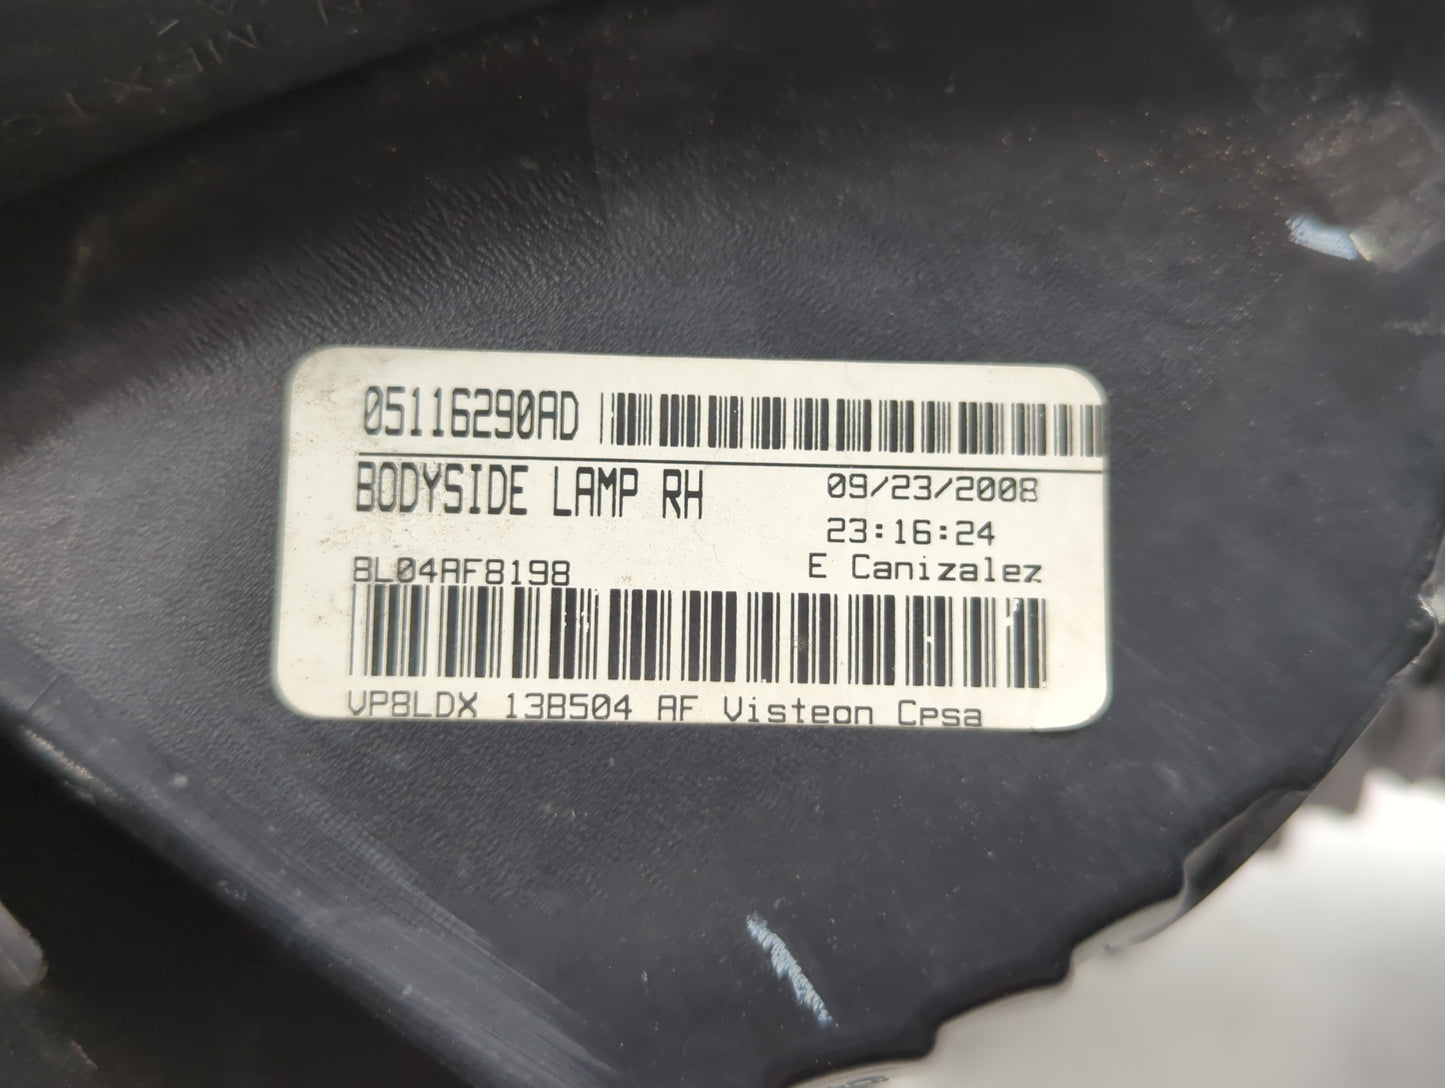 05116290AD
BODYSIDE LAMP RH
09/23/2008
23:16:24
8L04AF8198
E Canizalez
VP8LDX 13B504 AF Visteon Cpsa